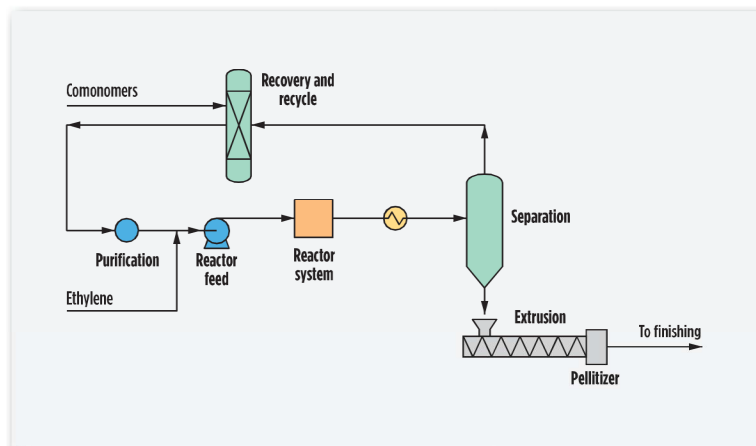 Comonomers
Recovery and
recycle
Separation
Purification
Reactor
feed
Reactor
system
Ethylene
Extrusion
To finishing
Pellitizer